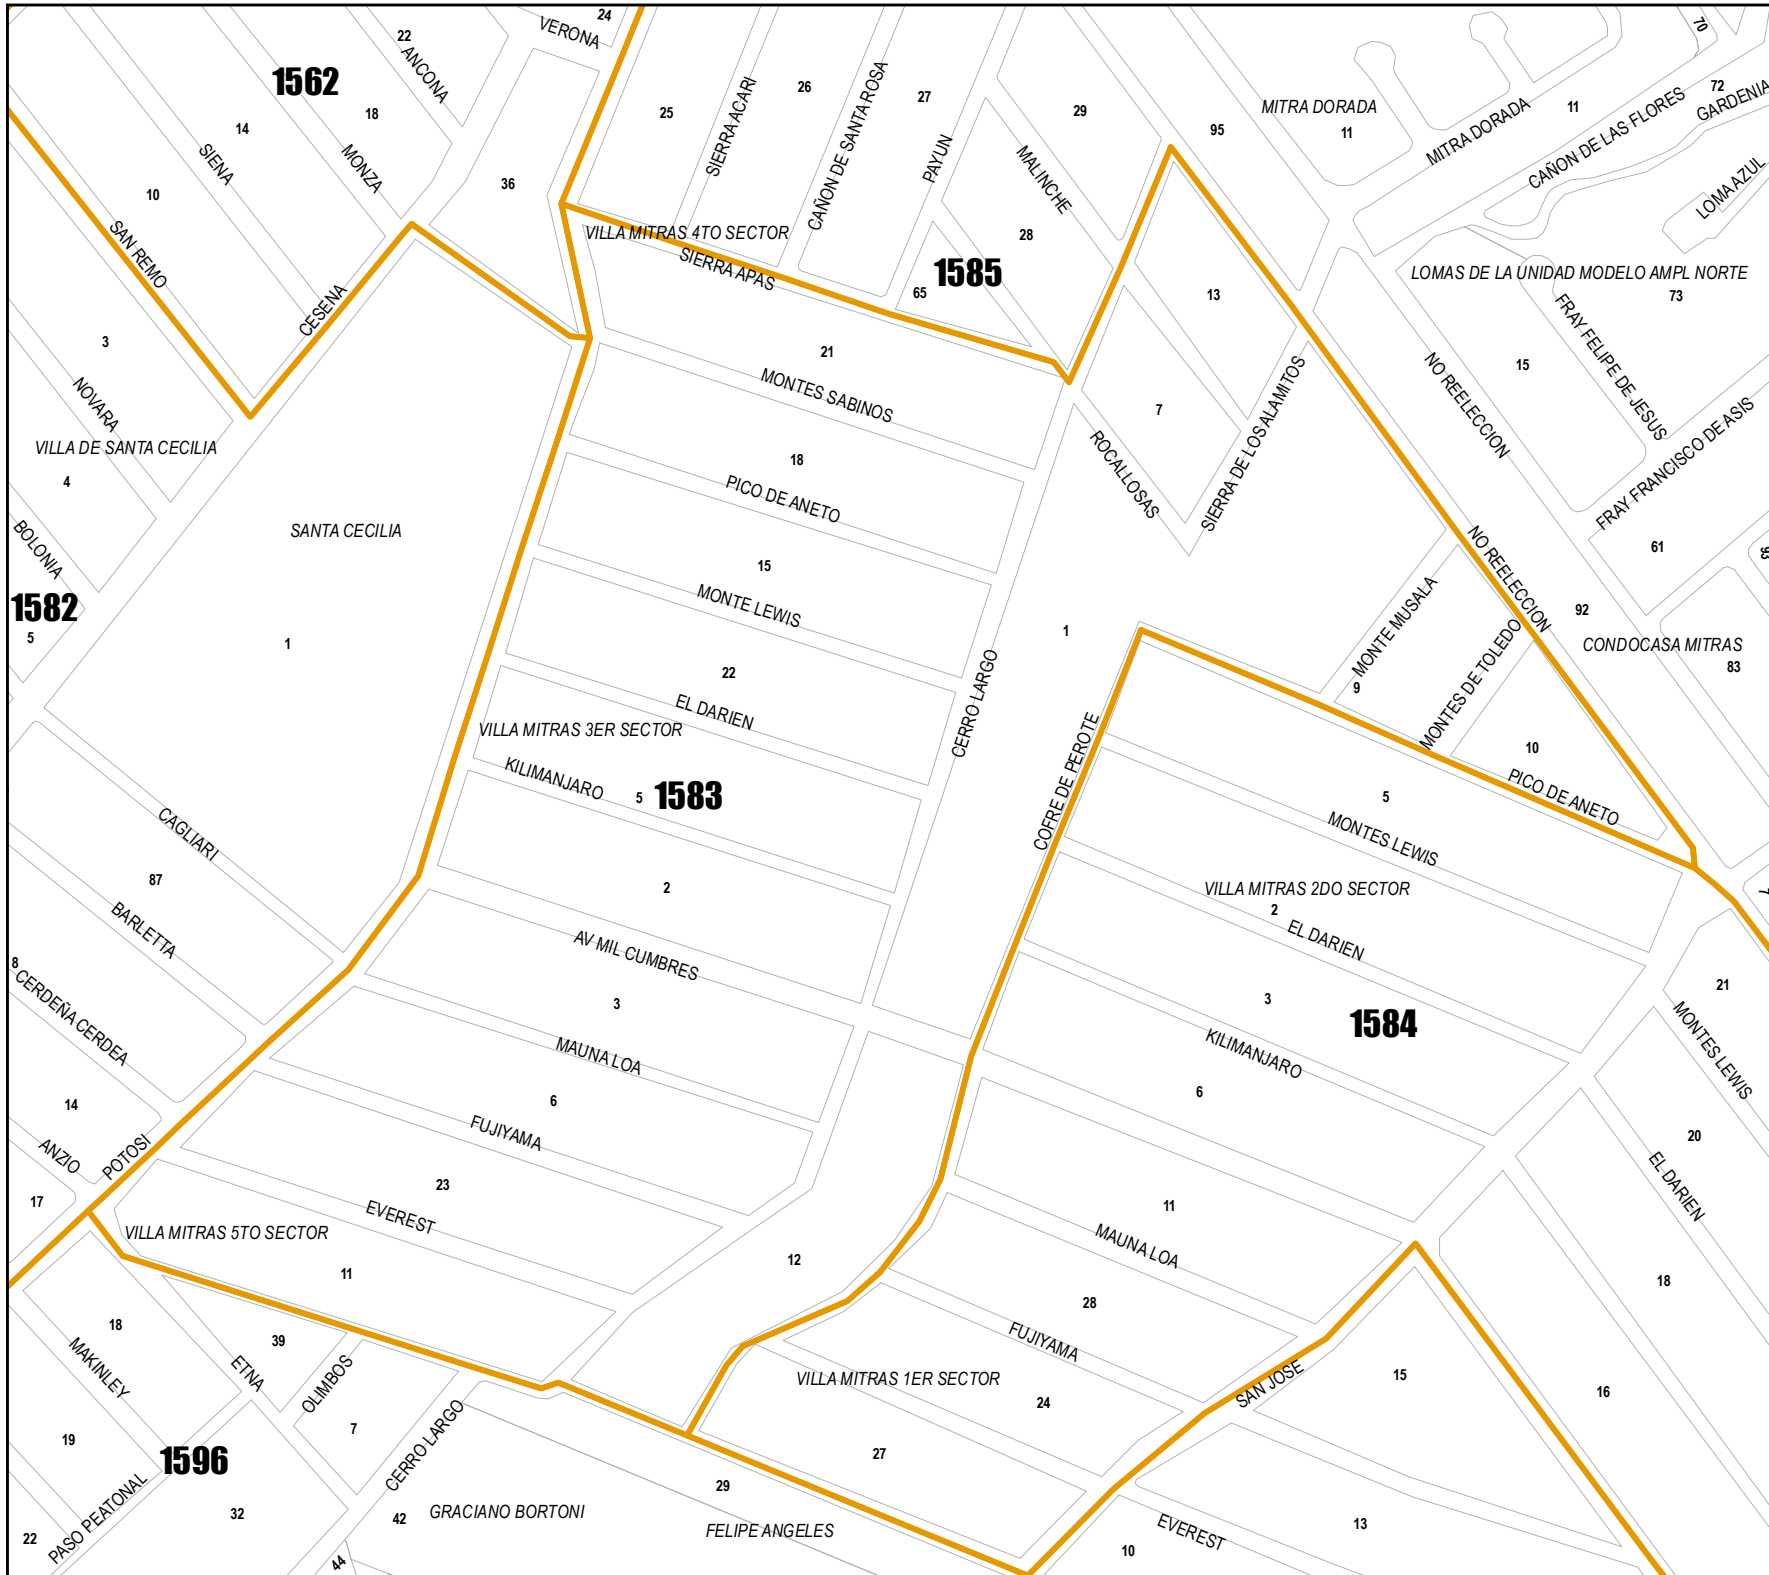 24
VERONA
22
ANCONA
1562
18
14
SIENA
MONZA
10
36
SAN REMO
CESENA
3
NOVARA
VILLA DE SANTA CECILIA
4
BOLONIA
1582
5
SANTA CECILIA
1
25
SIERRA ACARI
26
CAÑON DE SANTA ROSA
27
PAYUN
29
MALINCHE
28
VILLA MITRAS 4TO SECTOR
SIERRA APAS
1585
65
95
MITRA DORADA
11
MITRA DORADA
11
70
72
GARDENIA
CAÑON DE LAS FLORES
LOMA AZUL
LOMAS DE LA UNIDAD MODELO AMPL NORTE
73
FRAY FELIPE DE JESUS
15
NO REELECCION
FRAY FRANCISCO DE ASIS
61
13
7
SIERRA DE LOS ALAMITOS
ROCALLOSAS
21
MONTES SABINOS
18
PICO DE ANETO
15
MONTE LEWIS
22
EL DARIEN
VILLA MITRAS 3ER SECTOR
KILIMANJARO
5
1583
2
AV MIL CUMBRES
3
MAUNA LOA
6
FUJIYAMA
23
EVEREST
VILLA MITRAS 5TO SECTOR
11
CERRO LARGO
1
COFRE DE PEROTE
NO REELECCION
92
CONDOCASA MITRAS
83
MONTE MUSALA
9
MONTES DE TOLEDO
10
PICO DE ANETO
5
MONTES LEWIS
VILLA MITRAS 2DO SECTOR
2
EL DARIEN
3
1584
KILIMANJARO
6
11
MAUNA LOA
28
FUJIYAMA
VILLA MITRAS 1ER SECTOR
24
27
12
SAN JOSE
15
16
18
21
MONTES LEWIS
20
EL DARIEN
13
EVEREST
10
CAGLIARI
87
BARLETTA
8
CERDEÑA CERDEA
14
ANZIO
POTOSI
17
18
MAKINLEY
39
ETNA
OLIMBOS
7
CERRO LARGO
19
1596
PASO PEATONAL
32
22
42
44
GRACIANO BORTONI
29
FELIPE ANGELES